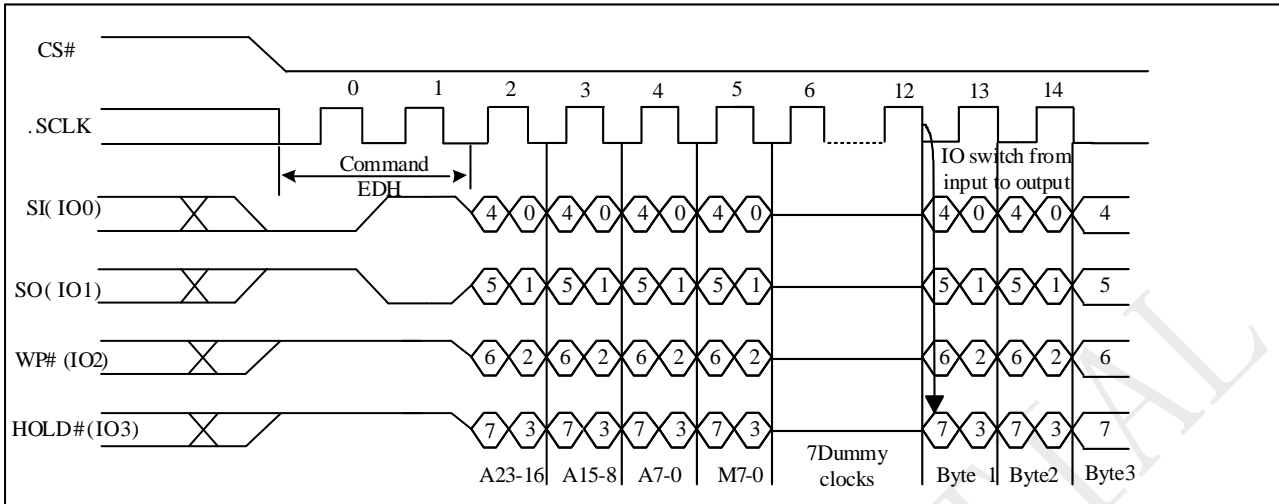 CS#
0 1 2 3 4 5 6 12 13 14
.SCLK
Command
EDH
IO switch from
input to output
SI( IO0) 4 0 4 0 4 0 4 0 4 0 4 0 4
SO( IO1) 5 1 5 1 5 1 5 1 5 1 5 1 5
WP# (IO2) 6 2 6 2 6 2 6 2 6 2 6 2 6
HOLD# (IO3) 7 3 7 3 7 3 7 3 7 3 7 3 7
A23-16 A15-8 A7-0 M7-0 7Dummy Byte 1 Byte2 Byte3
clocks